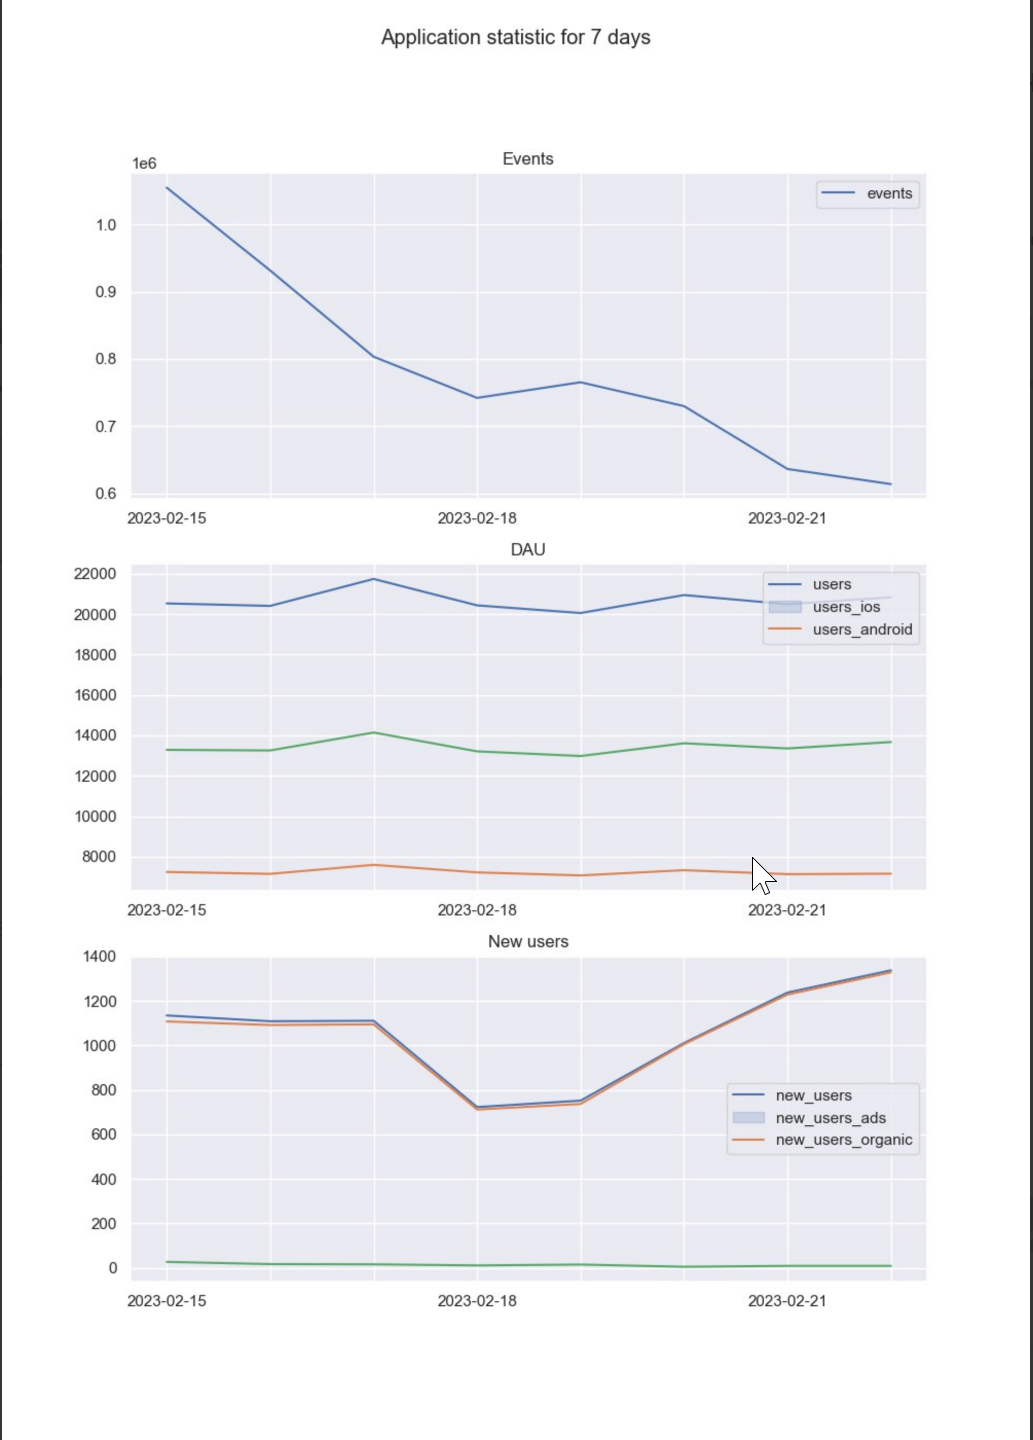 Application statistic for 7 days
Events
1e6
events
1.0
0.9
0.8
0.7
0.6
2023-02-15 2023-02-18 2023-02-21
DAU
22000
20000
18000
16000
14000
12000
10000
8000
users
users_ios
users_android
2023-02-15 2023-02-18 2023-02-21
New users
1400
1200
1000
800
600
400
200
0
new_users
new_users_ads
new_users_organic
2023-02-15 2023-02-18 2023-02-21